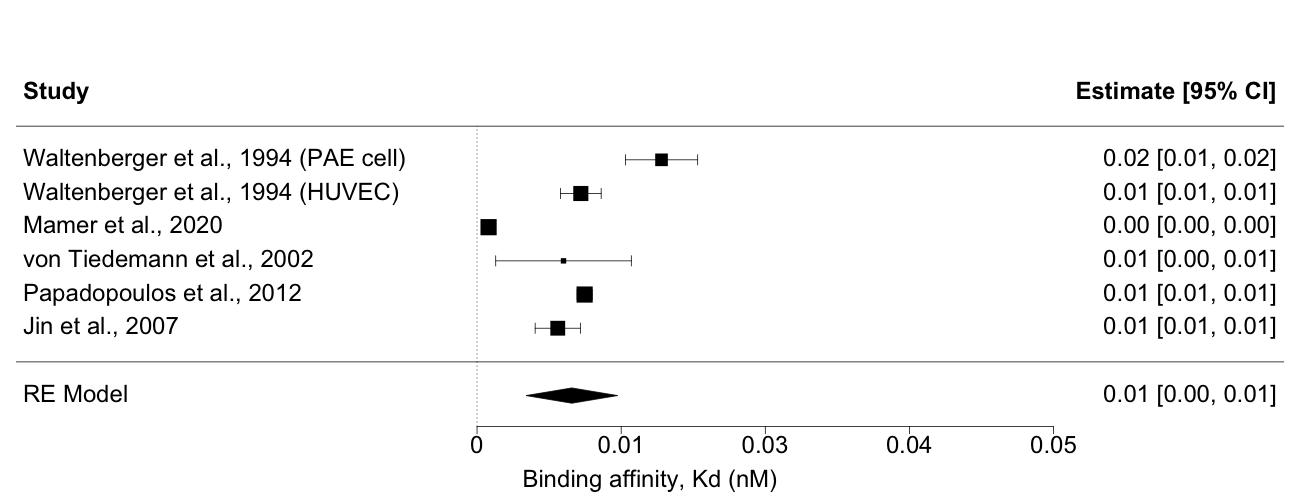 Study Estimate [95% CI]
Waltenberger et al., 1994 (PAE cell) 0.02 [0.01, 0.02]
Waltenberger et al., 1994 (HUVEC) 0.01 [0.01, 0.01]
Mamer et al., 2020 0.00 [0.00, 0.00]
von Tiedemann et al., 2002 0.01 [0.00, 0.01]
Papadopoulos et al., 2012 0.01 [0.01, 0.01]
Jin et al., 2007 0.01 [0.01, 0.01]
RE Model 0.01 [0.00, 0.01]
0 0.01 0.03 0.04 0.05
Binding affinity, Kd (nM)